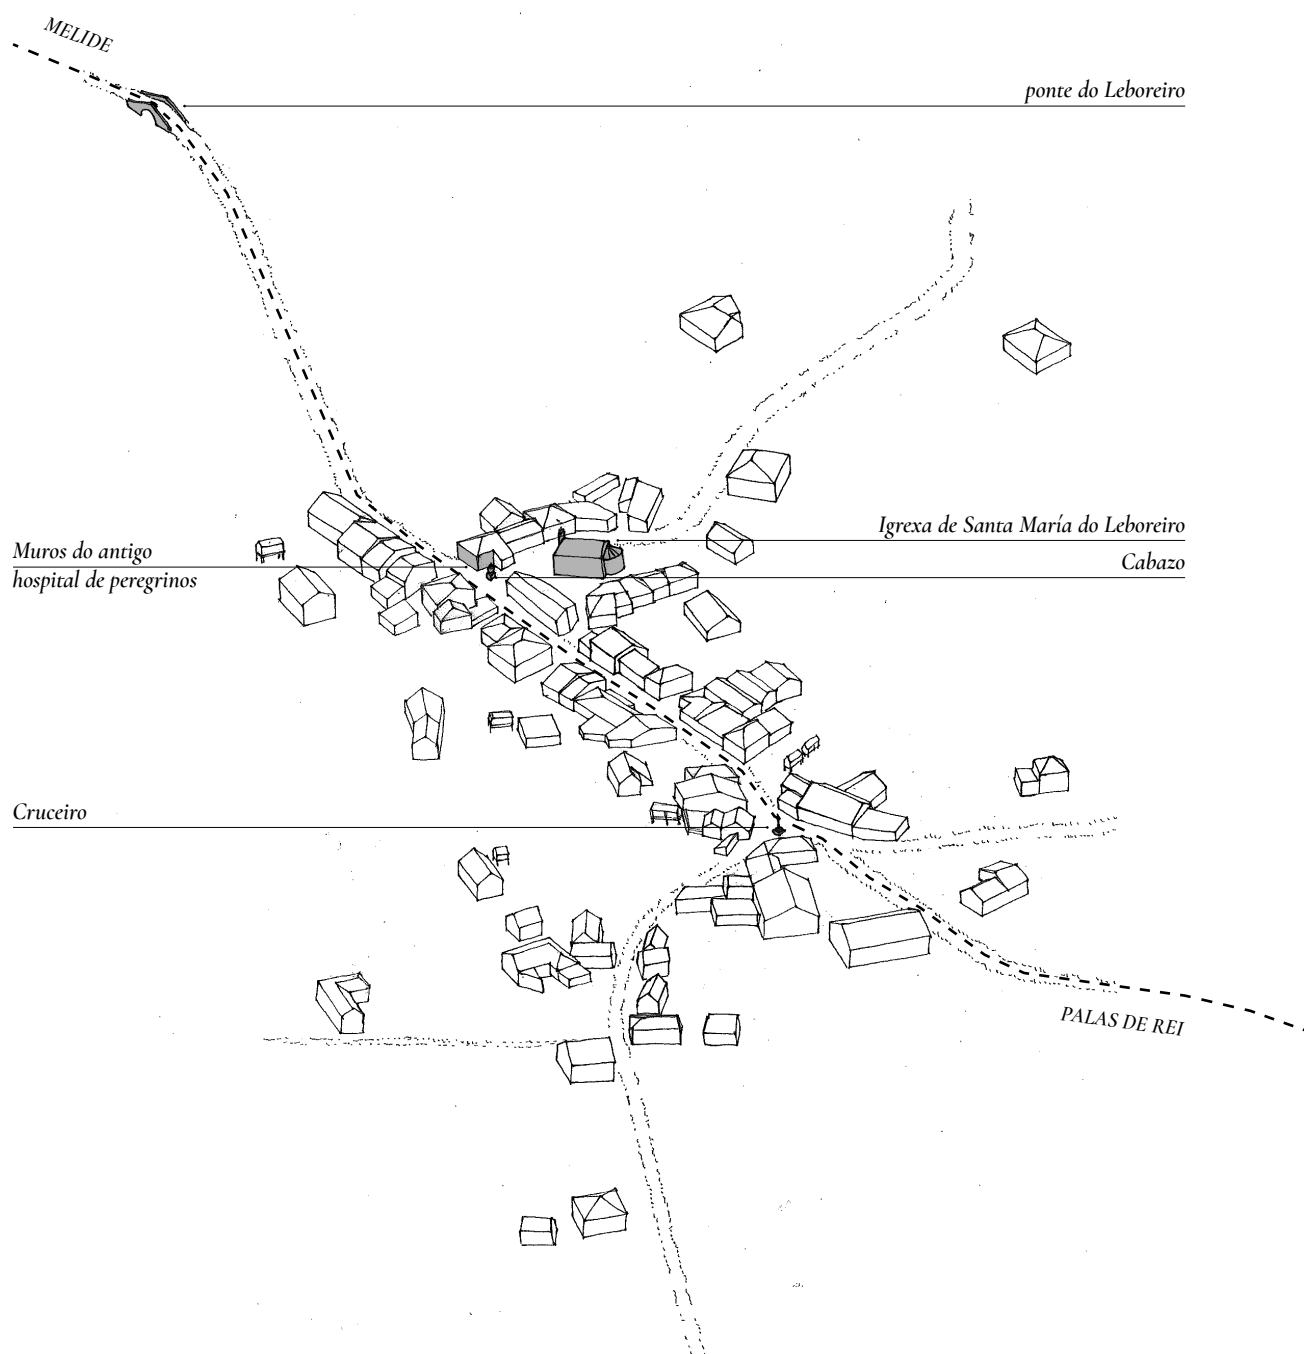 MELIDE
ponte do Leboreiro
Igrexa de Santa María do Leboreiro
Muros do antigo
hospital de peregrinos
Cabazo
Cruceiro
PALAS DE REI